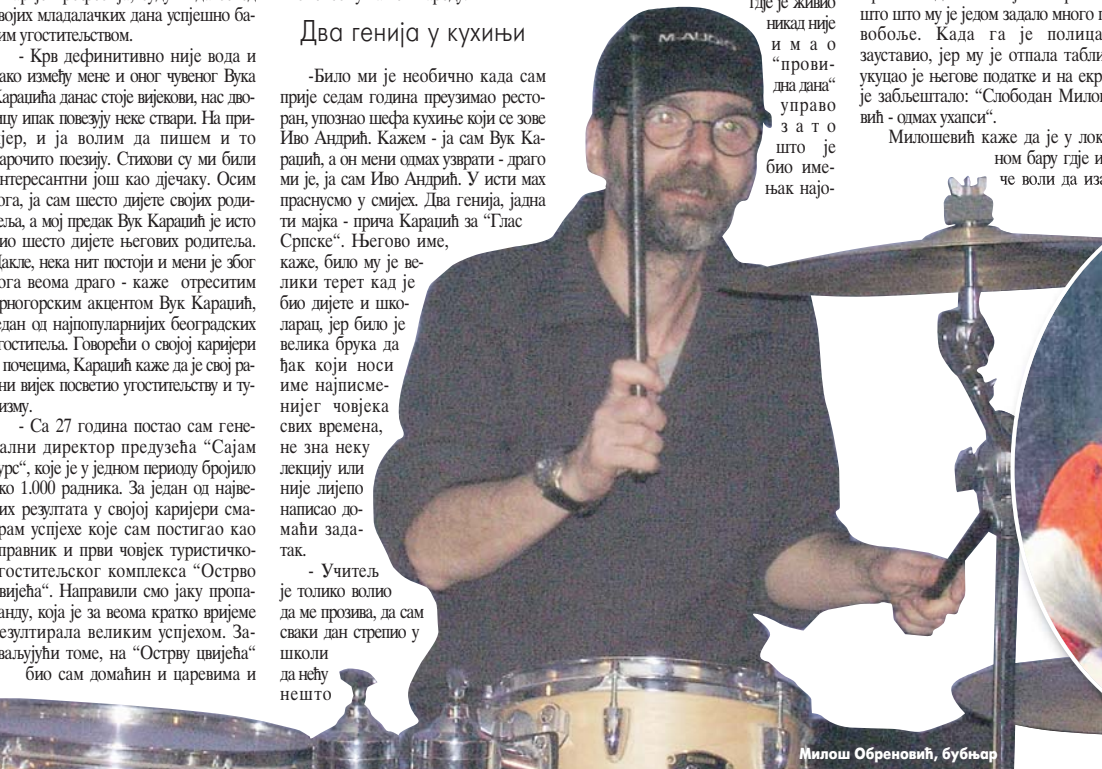 војих младалачких дана успјешно ба-
им угоститељством.
- Крв дефинитивно није вода и
ако између мене и оног чувеног Вука
Караџића данас стоје вијекови, нас дво-
ицу ипак повезују неке ствари. На при-
јер, и ја волим да пишем и то
арочито поезију. Стихови су ми били
нтересантни још као дјечаку. Осим
ога, ја сам шесто дијете својих роди-
еља, а мој предак Вук Караџић је исто
ио шесто дијете његових родитеља.
акле, нека нит постоји и мени је због
ога веома драго - каже отреситим
рногорским акцентом Вук Караџић,
едан од најпопуларнијих београдских
гоститеља. Говорећи о својој каријери
почецима, Караџић каже да је свој ра-
ни вијек посветио угоститељству и ту-
изму.
- Са 27 година постао сам гене-
ални директор предузећа “Сајам
урс“, које је у једном периоду бројило
ко 1.000 радника. За један од најве-
их резултата у својој каријери сма-
рам успјехе које сам постигао као
правник и први човјек туристичко-
гоститељског комплекса “Острво
вијећа“. Направили смо јаку пропа-
анду, која је за веома кратко вријеме
езултирала великим успјехом. За-
ваљујући томе, на “Острву цвијећа“
био сам домаћин и царевима и
Два генија у кухињи
-Било ми је необично када сам
прије седам година преузимао ресто-
ран, упознао шефа кухиње који се зове
Иво Андрић. Кажем - ја сам Вук Ка-
раџић, а он мени одмах узврати - драго
ми је, ја сам Иво Андрић. У исти мах
праснусмо у смијех. Два генија, јадна
ти мајка - прича Караџић за “Глас
Српске“. Његово име,
каже, било му је ве-
лики терет кад је
био дијете и шко-
ларац, јер било је
велика брука да
ђак који носи
име најписме-
нијег човјека
свих времена,
не зна неку
лекцију или
није лијепо
написао до-
маћи зада-
так.
- Учитељ
је толико волио
да ме прозива, да сам
сваки дан стрепио у
школи
да нећу
нешто
гдје је живио
никад није
имао
“прови-
дна дана“
управо
зато
што је
био име-
њак најо-
што што му је једом задало много г
вобоље. Када га је полица
зауставио, јер му је отпала табли
укуцао је његове податке и на екр
је забљештало: “Слободан Милош
вић - одмах ухапси“.
Милошевић каже да је у лок
ном бару гдје и
че воли да иза
M-AUDIO
Милош Обреновић, бубњар